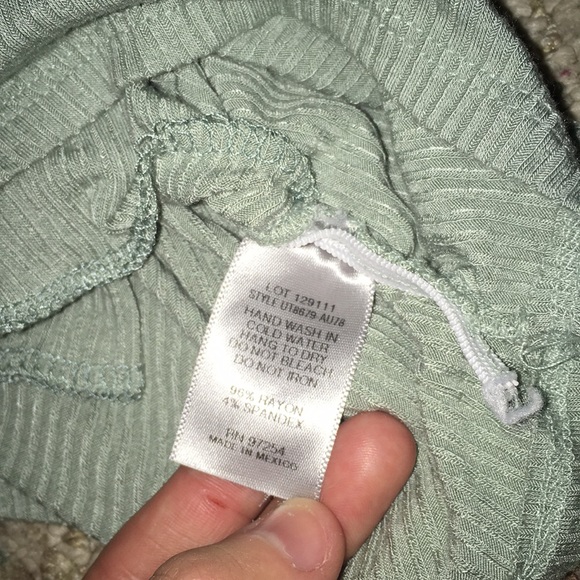 LOT 129111
STYLE UT8679-AU78
HAND WASH IN
COLD WATER
HANG TO DRY
DO NOT BLEACH
DO NOT IRON
96% RAYON
4% SPANDEX
RN 97254
MADE IN MEXICO